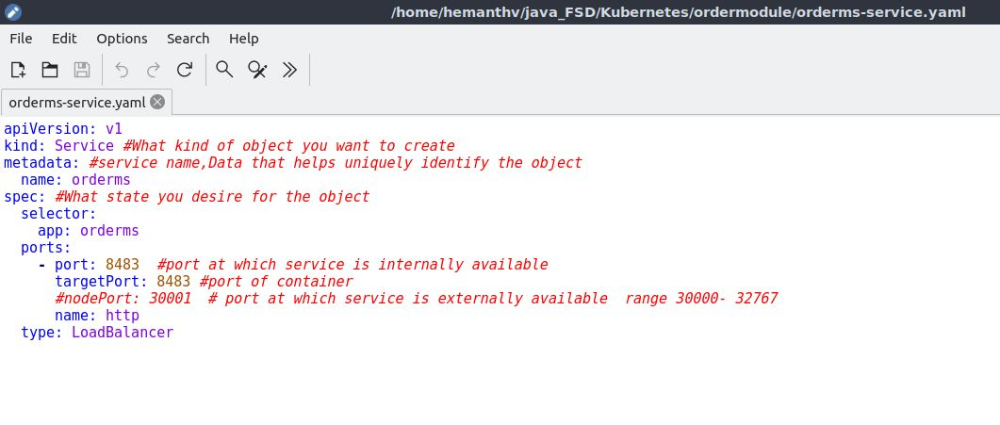 /home/hemanthv/java_FSD/Kubernetes/ordermodule/orderms-service.yaml
File Edit Options Search Help
orderms-service.yaml
apiVersion: v1
kind: Service #What kind of object you want to create
metadata: #service name,Data that helps uniquely identify the object
  name: orderms
spec: #What state you desire for the object
  selector:
    app: orderms
  ports:
    - port: 8483  #port at which service is internally available
      targetPort: 8483 #port of container
      #nodePort: 30001  # port at which service is externally available  range 30000- 32767
      name: http
  type: LoadBalancer